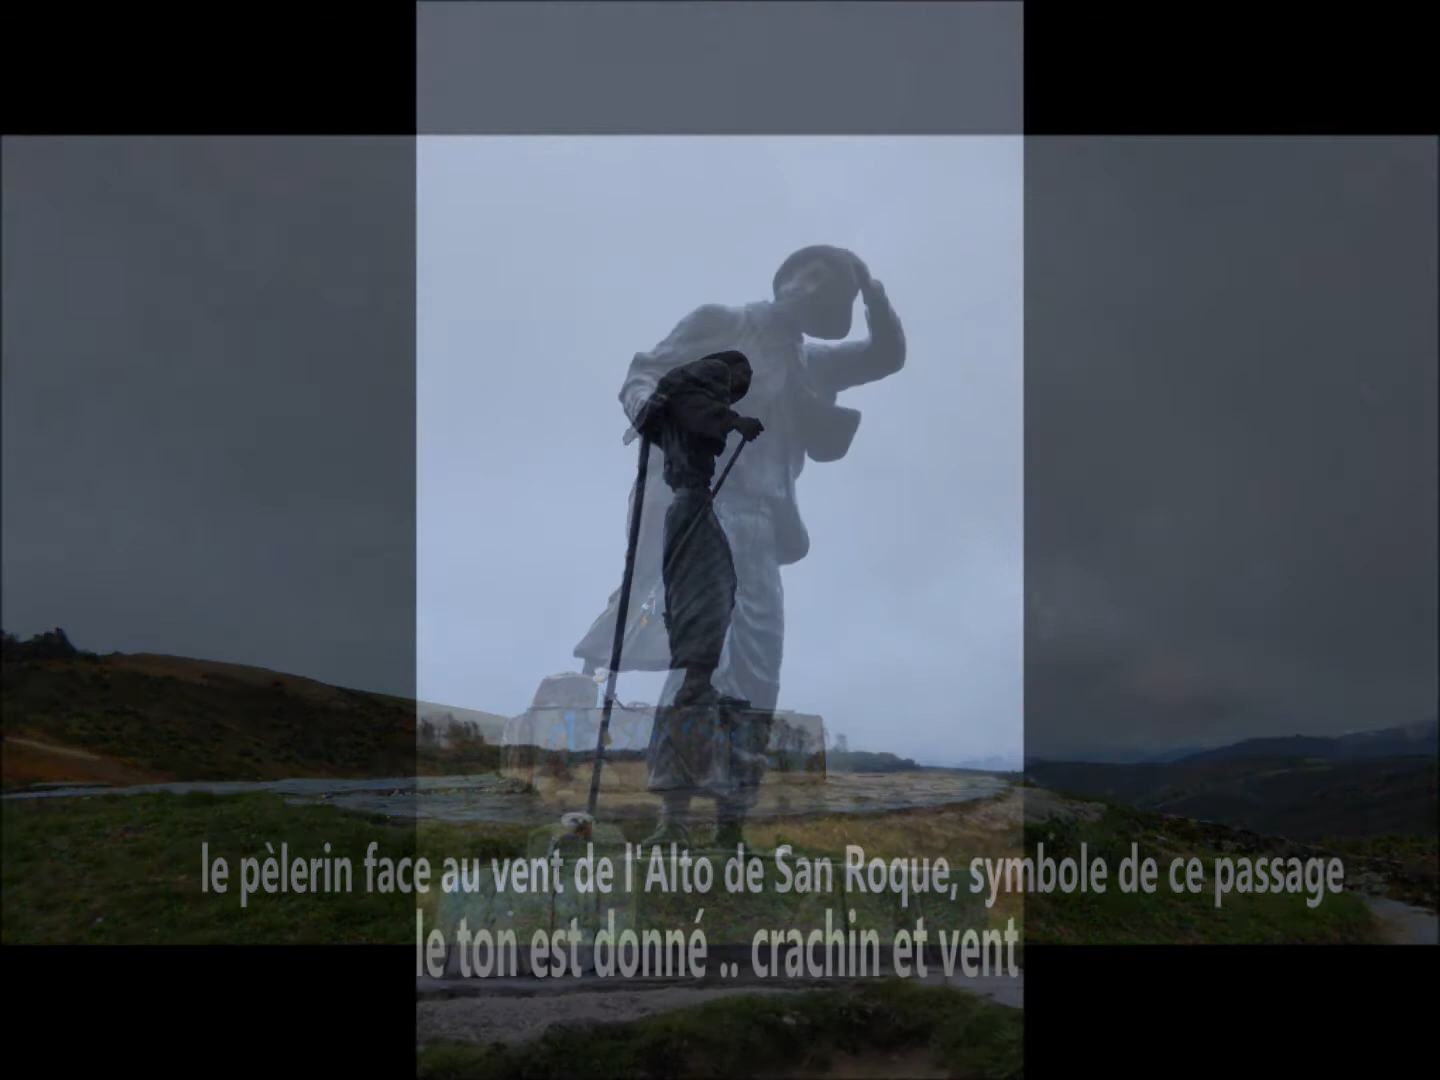 le pèlerin face au vent de l'Alto de San Roque, symbole de ce passage
le ton est donné .. crachin et vent